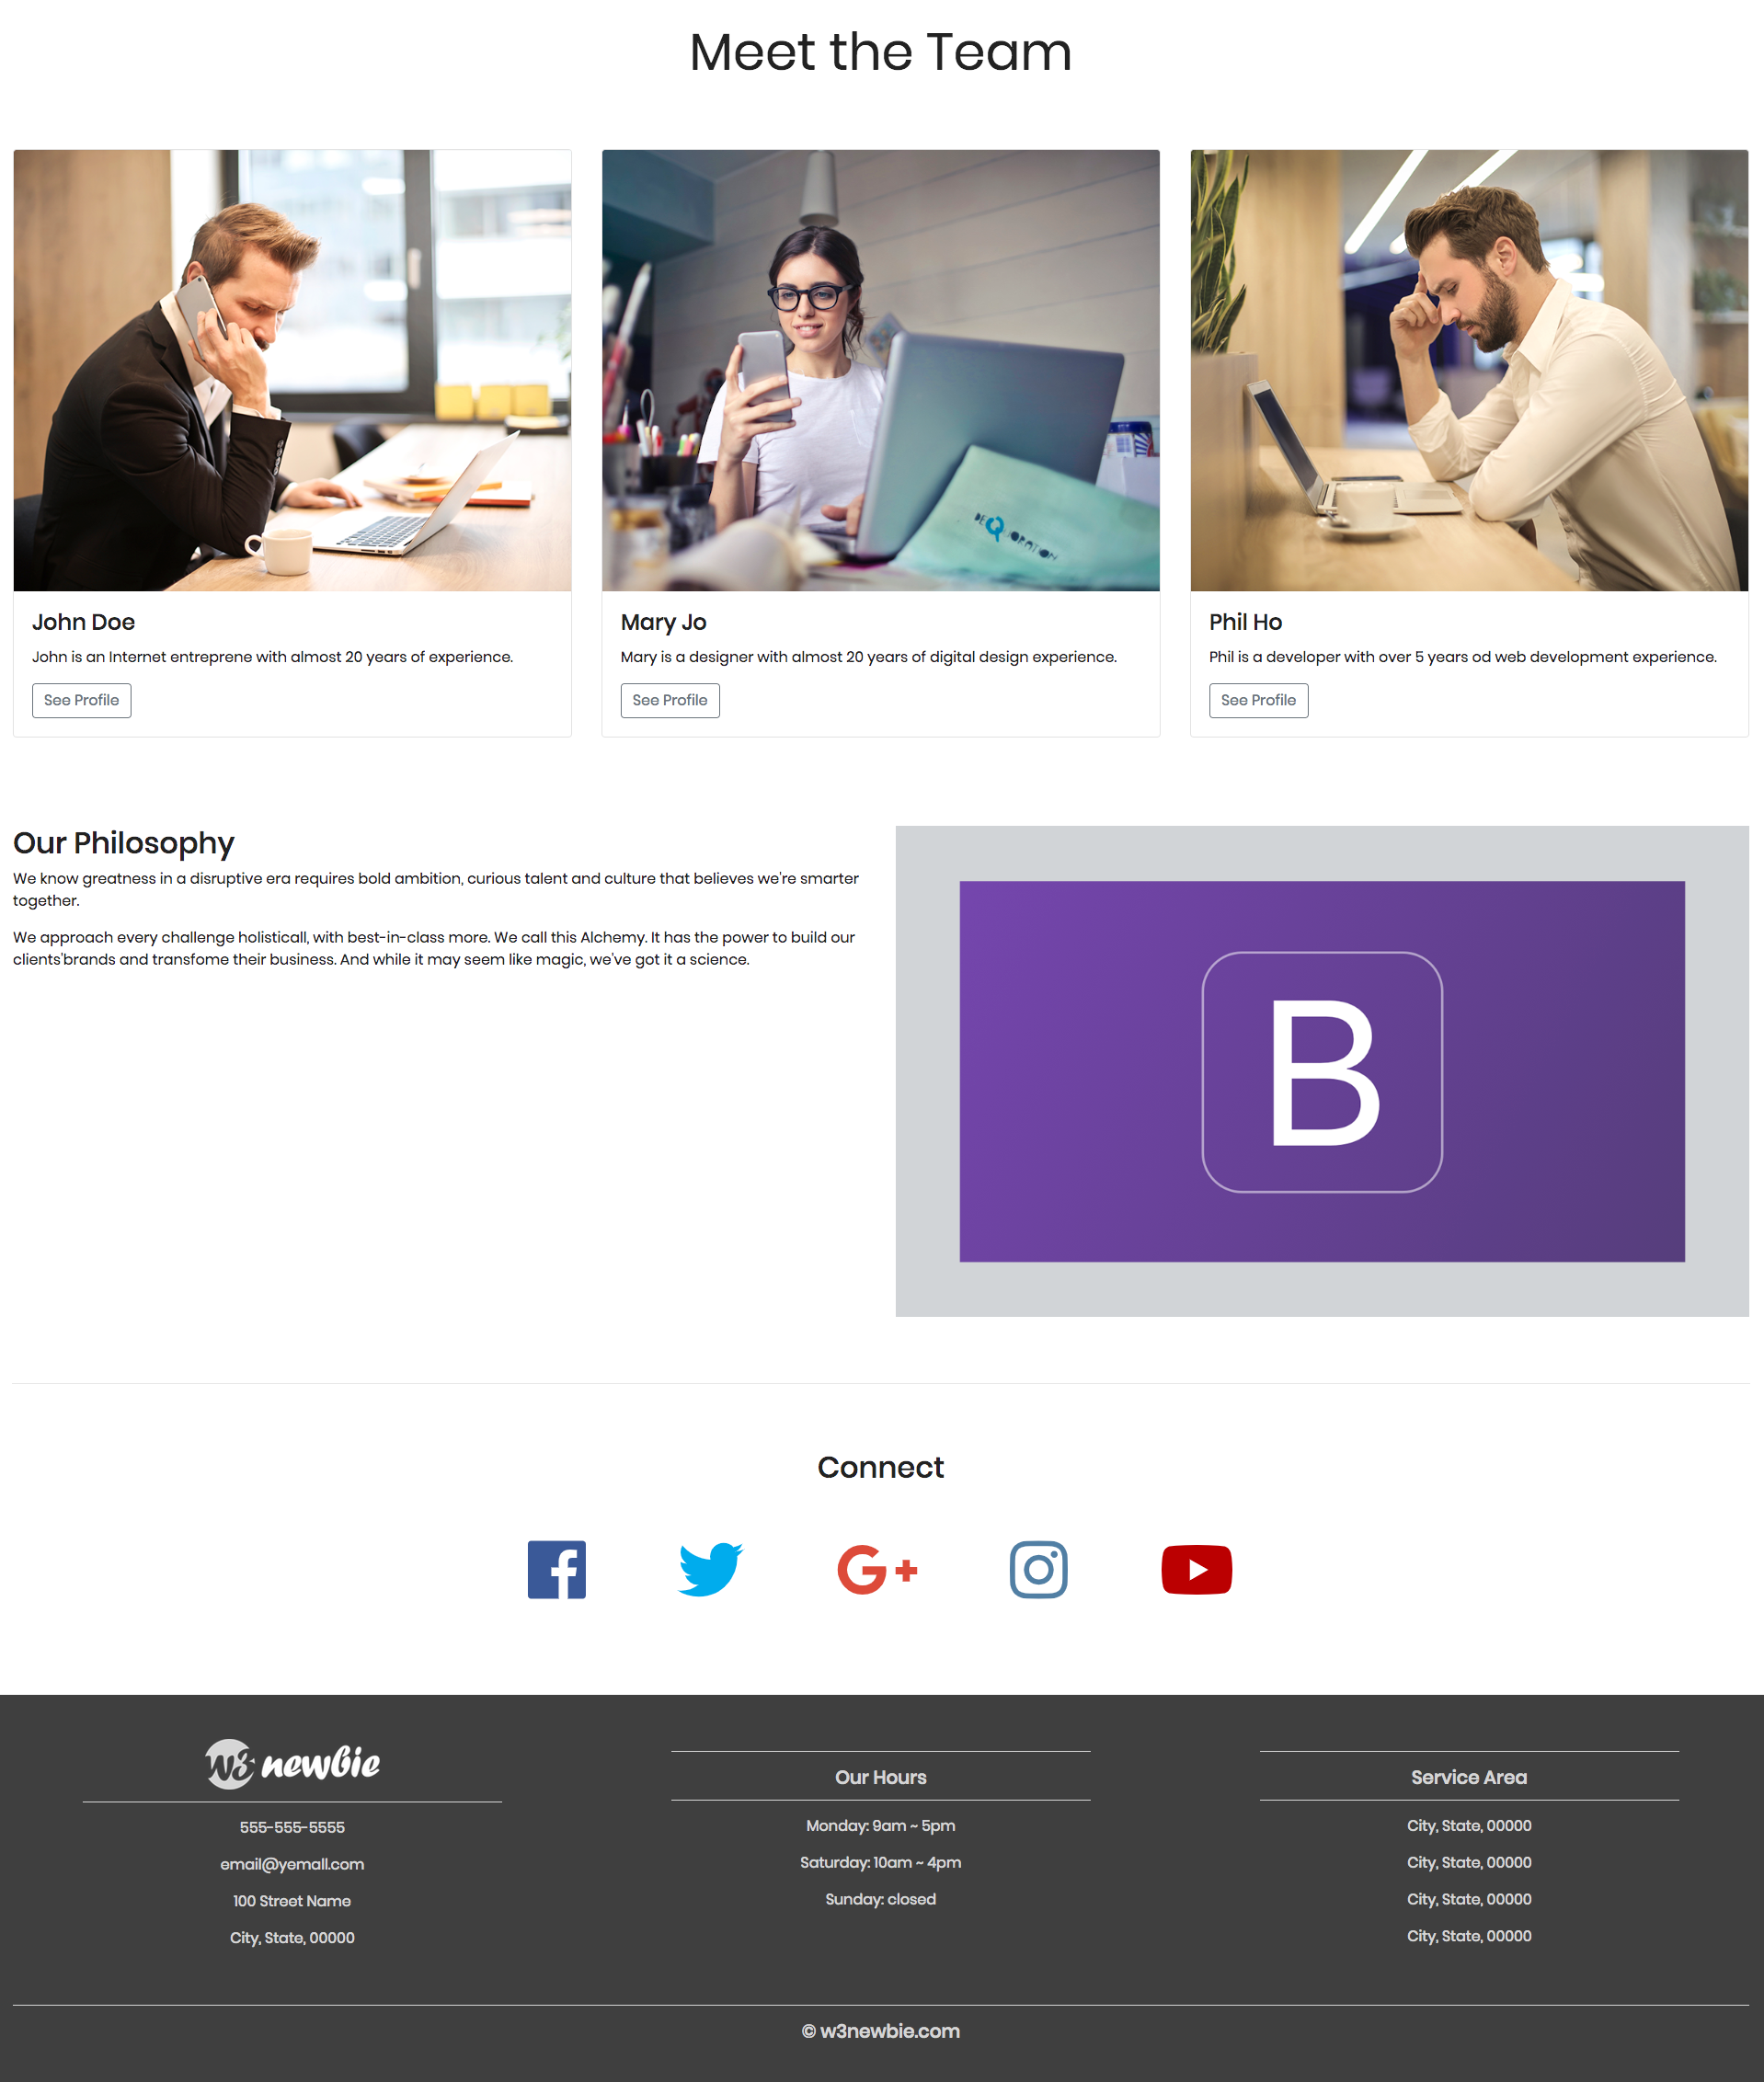 Meet the Team
DE JORATION
John Doe
John is an Internet entreprene with almost 20 years of experience.
See Profile
Mary Jo
Mary is a designer with almost 20 years of digital design experience.
See Profile
Phil Ho
Phil is a developer with over 5 years od web development experience.
See Profile
Our Philosophy
We know greatness in a disruptive era requires bold ambition, curious talent and culture that believes we're smarter
together.
We approach every challenge holisticall, with best-in-class more. We call this Alchemy. It has the power to build our
clients'brands and transfome their business. And while it may seem like magic, we've got it a science.
B
Connect
G+
w3 newbie
555-555-5555
email@yemall.com
100 Street Name
City, State, 00000
Our Hours
Monday: 9am ~ 5pm
Saturday: 10am ~ 4pm
Sunday: closed
Service Area
City, State, 00000
City, State, 00000
City, State, 00000
City, State, 00000
© w3newbie.com